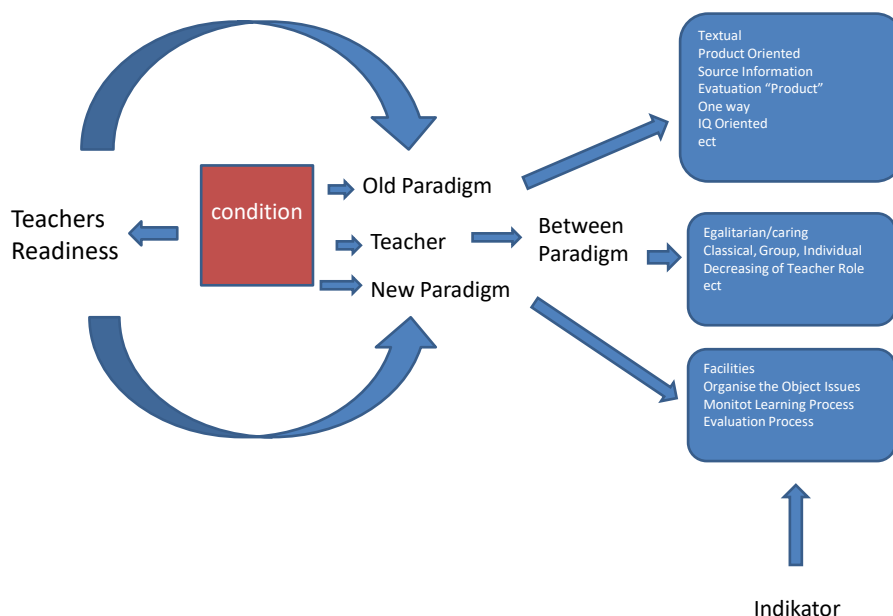 Teachers
Readiness
condition
Old Paradigm
Teacher
New Paradigm
Between
Paradigm
Textual
Product Oriented
Source Information
Evatuation “Product”
One way
IQ Oriented
ect
Egalitarian/caring
Classical, Group, Individual
Decreasing of Teacher Role
ect
Facilities
Organise the Object Issues
Monitot Learning Process
Evaluation Process
Indikator